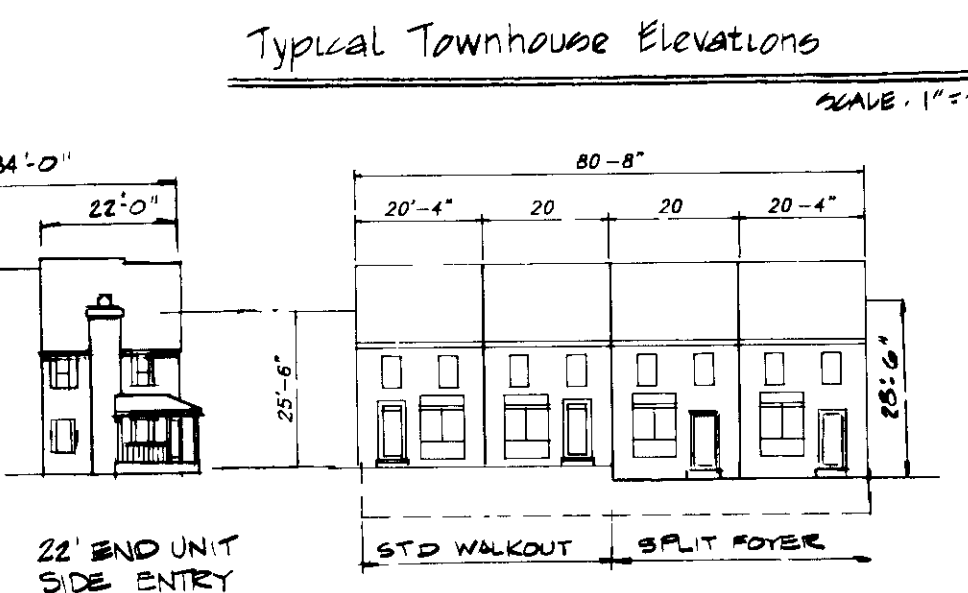 Typical Townhouse Elevations
SCALE. 1"=
34'-0"
22'-0"
80-8"
20'-4" 20 20 20-4"
25'-6"
28'-6"
22' END UNIT
SIDE ENTRY
STD WALKOUT
SPLIT FOYER